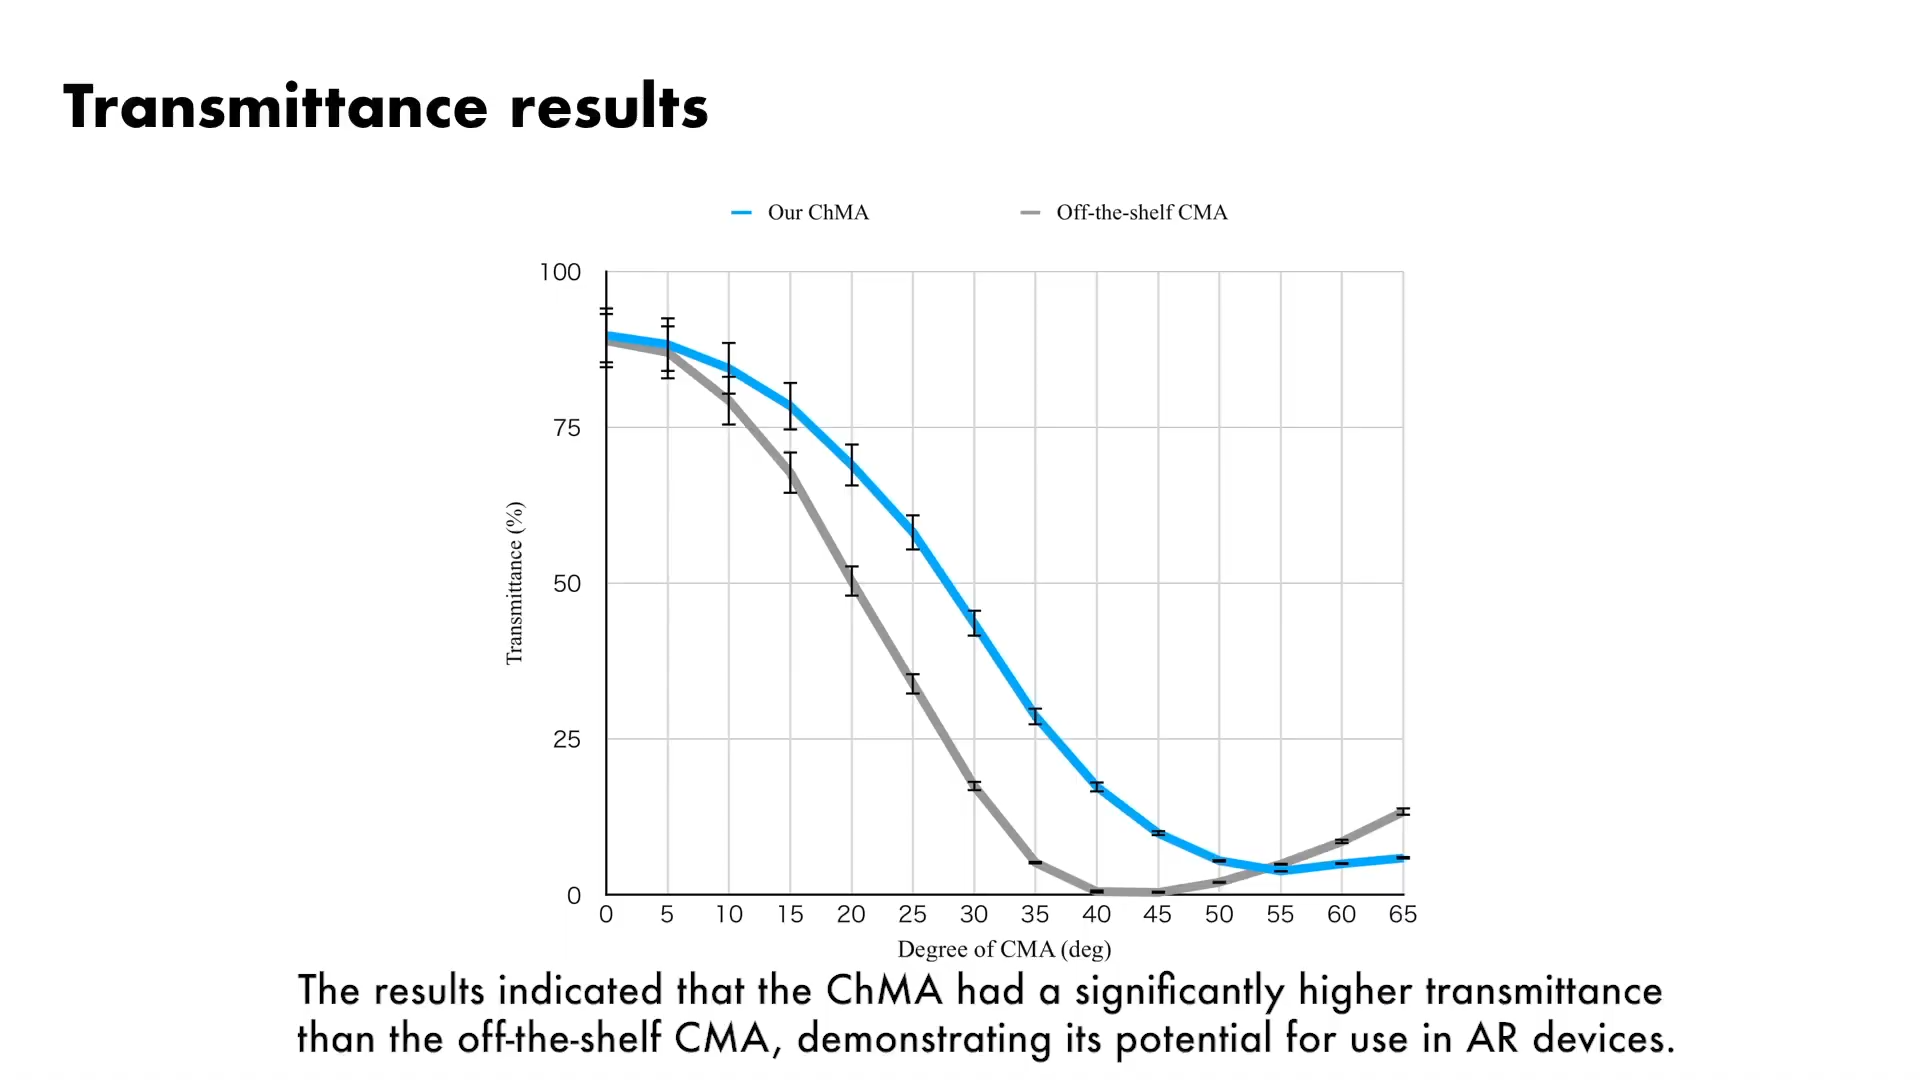 Transmittance results
Our ChMA
Off-the-shelf CMA
100
75
50
25
0
Transmittance (%)
0 5 10 15 20 25 30 35 40 45 50 55 60 65
Degree of CMA (deg)
The results indicated that the ChMA had a significantly higher transmittance
than the off-the-shelf CMA, demonstrating its potential for use in AR devices.